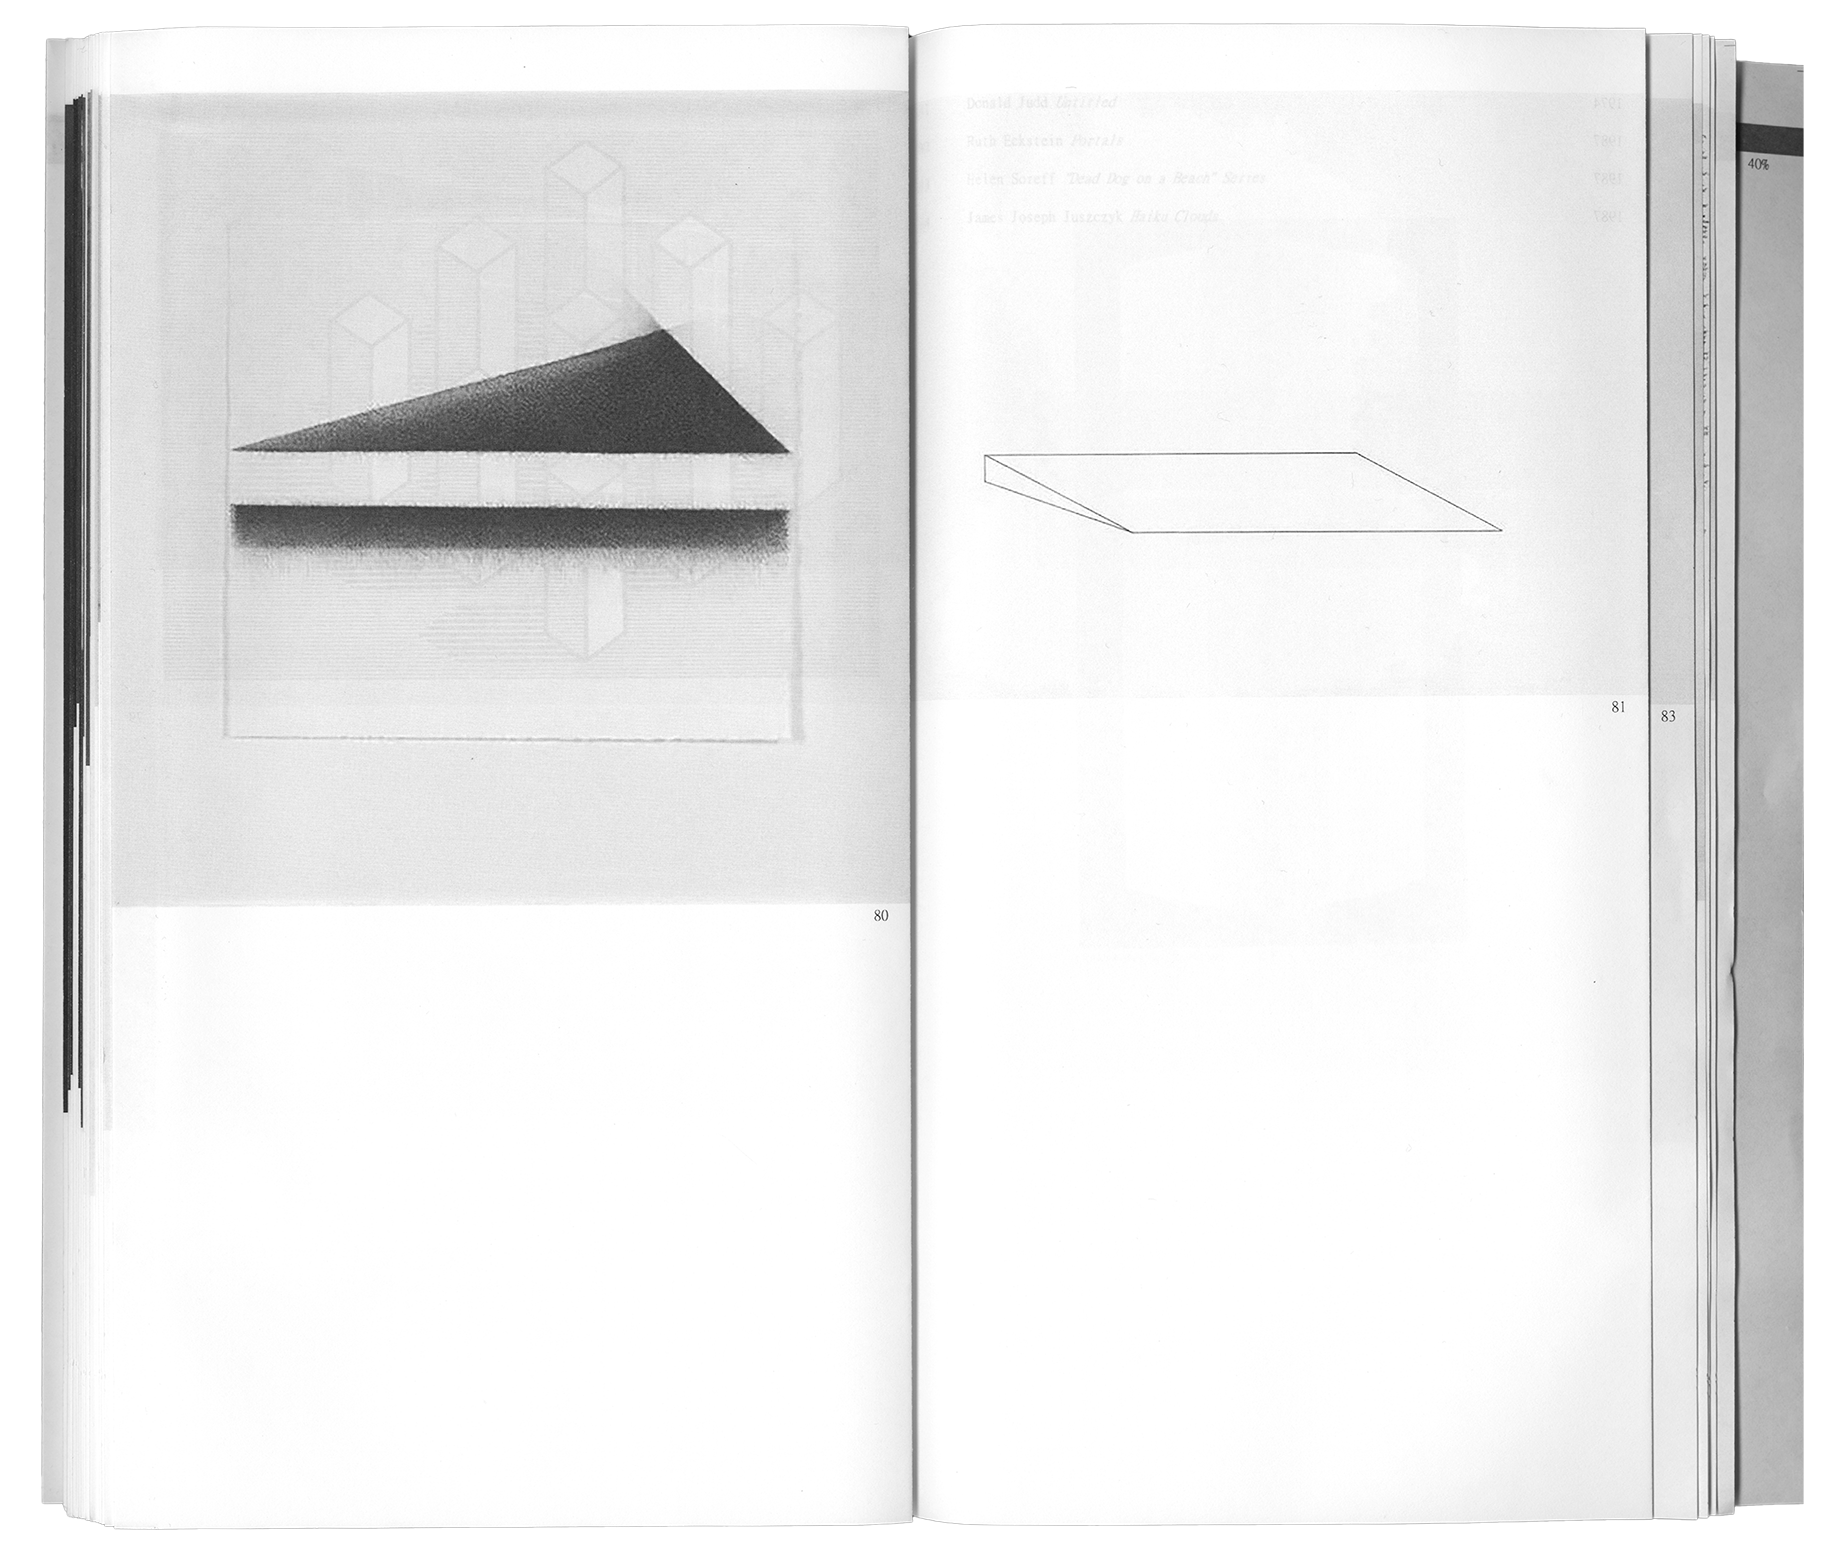 Donald Judd Untitled 1974
Ruth Eckstein Portals 1987
Helen Soreff "Dead Dog on a Beach" Series 1987
James Joseph Juszczyk Haiku Clouds 1987
40%
81
83
80